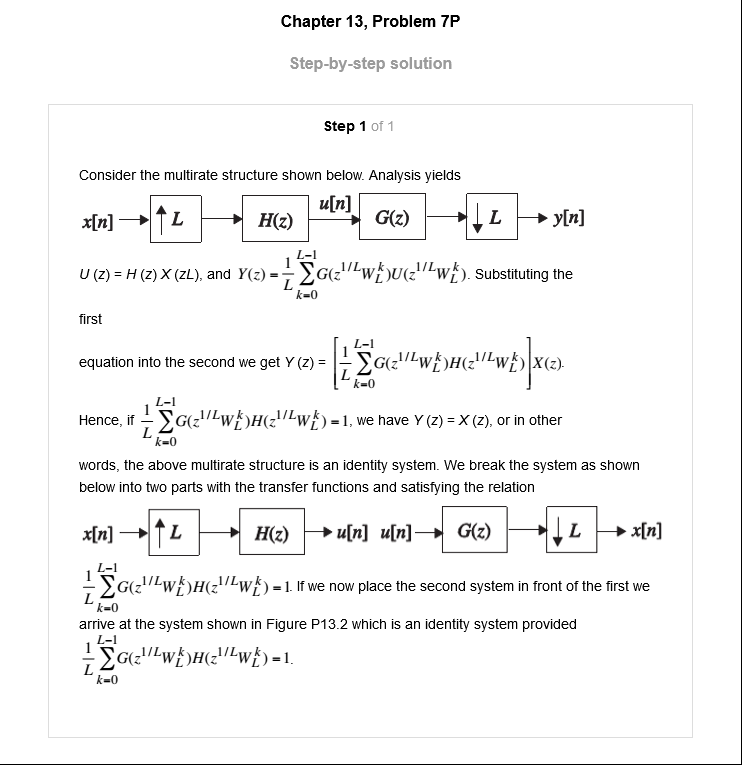 Chapter 13, Problem 7P
Step-by-step solution
Step 1 of 1
Consider the multirate structure shown below. Analysis yields
x[n] ↑ L H(z) u[n] G(z) ↓ L y[n]
U (z) = H (z) X (zL), and Y(z) = \frac{1}{L}\sum_{k=0}^{L-1} G(z^{1/L}W_L^k)U(z^{1/L}W_L^k). Substituting the
first
equation into the second we get Y (z) = \left[\frac{1}{L}\sum_{k=0}^{L-1} G(z^{1/L}W_L^k)H(z^{1/L}W_L^k)\right] X(z).
Hence, if \frac{1}{L}\sum_{k=0}^{L-1} G(z^{1/L}W_L^k)H(z^{1/L}W_L^k) = 1, we have Y (z) = X (z), or in other
words, the above multirate structure is an identity system. We break the system as shown
below into two parts with the transfer functions and satisfying the relation
x[n] ↑ L H(z) u[n] u[n] G(z) ↓ L x[n]
\frac{1}{L}\sum_{k=0}^{L-1} G(z^{1/L}W_L^k)H(z^{1/L}W_L^k) = 1. If we now place the second system in front of the first we
arrive at the system shown in Figure P13.2 which is an identity system provided
\frac{1}{L}\sum_{k=0}^{L-1} G(z^{1/L}W_L^k)H(z^{1/L}W_L^k) = 1.